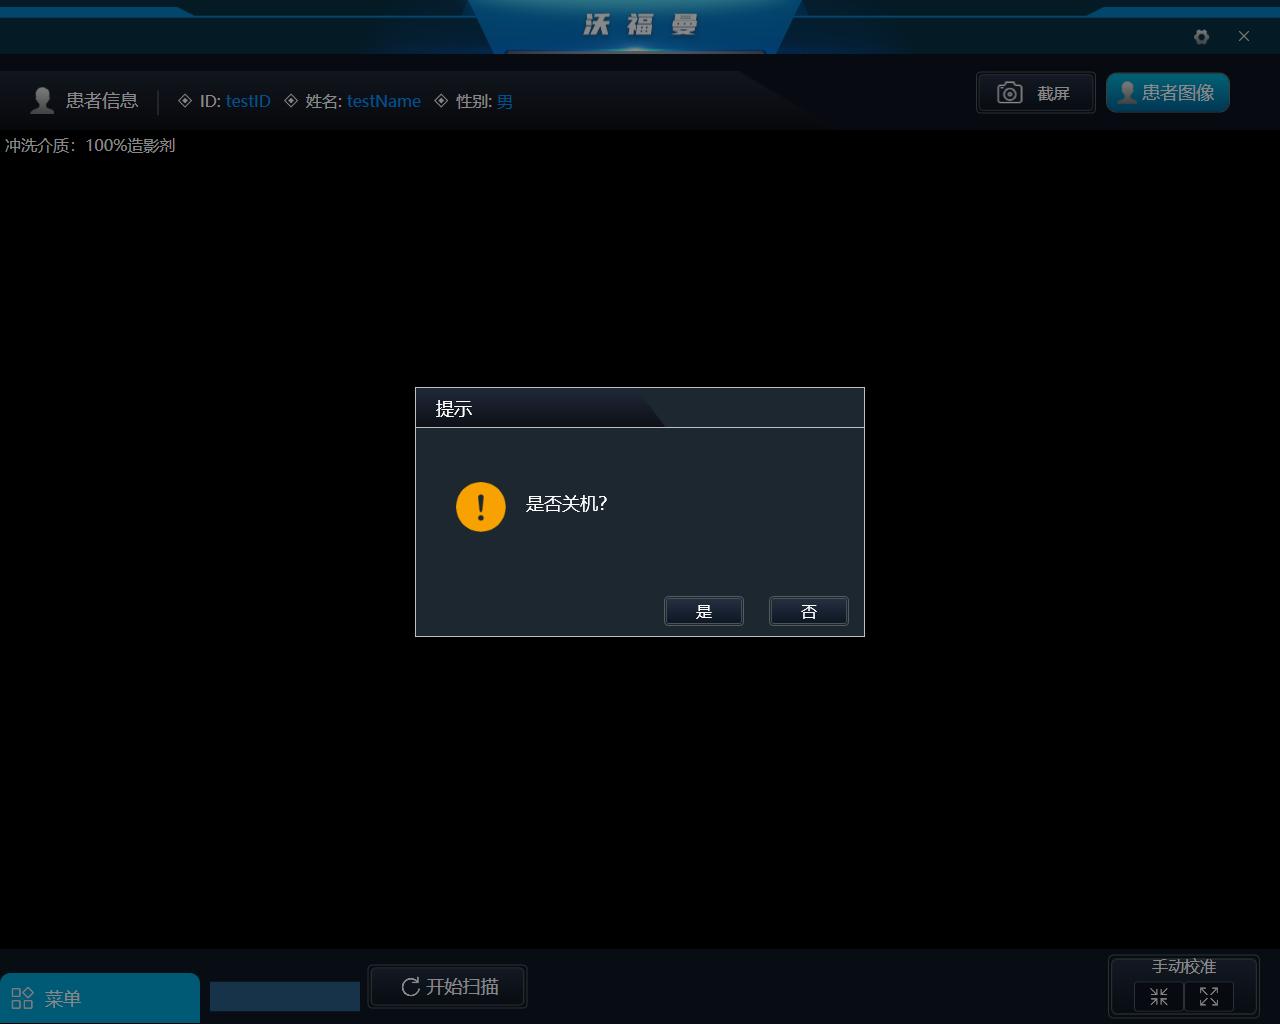 沃福曼
患者信息 ID: testID 姓名: testName 性别: 男
截屏
患者图像
冲洗介质：100%造影剂
提示
是否关机?
是 否
菜单
开始扫描
手动校准